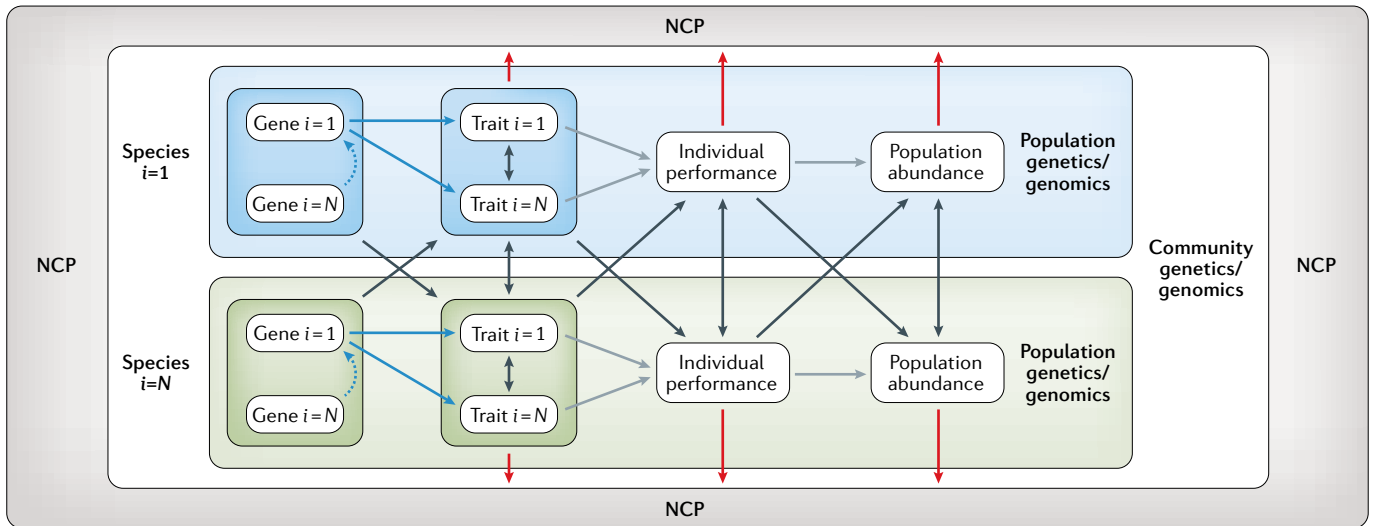 NCP
Species
i=1
Gene i=1
Gene i=N
Trait i=1
Trait i=N
Individual
performance
Population
abundance
Population
genetics/
genomics
NCP
Community
genetics/
genomics
NCP
Species
i=N
Gene i=1
Gene i=N
Trait i=1
Trait i=N
Individual
performance
Population
abundance
Population
genetics/
genomics
NCP